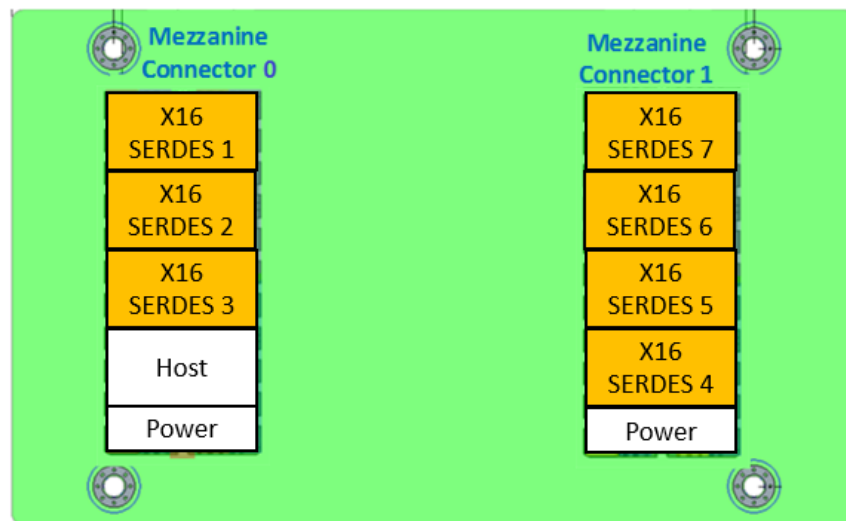 Mezzanine
Connector 0
X16
SERDES 1
X16
SERDES 2
X16
SERDES 3
Host
Power
Mezzanine
Connector 1
X16
SERDES 7
X16
SERDES 6
X16
SERDES 5
X16
SERDES 4
Power